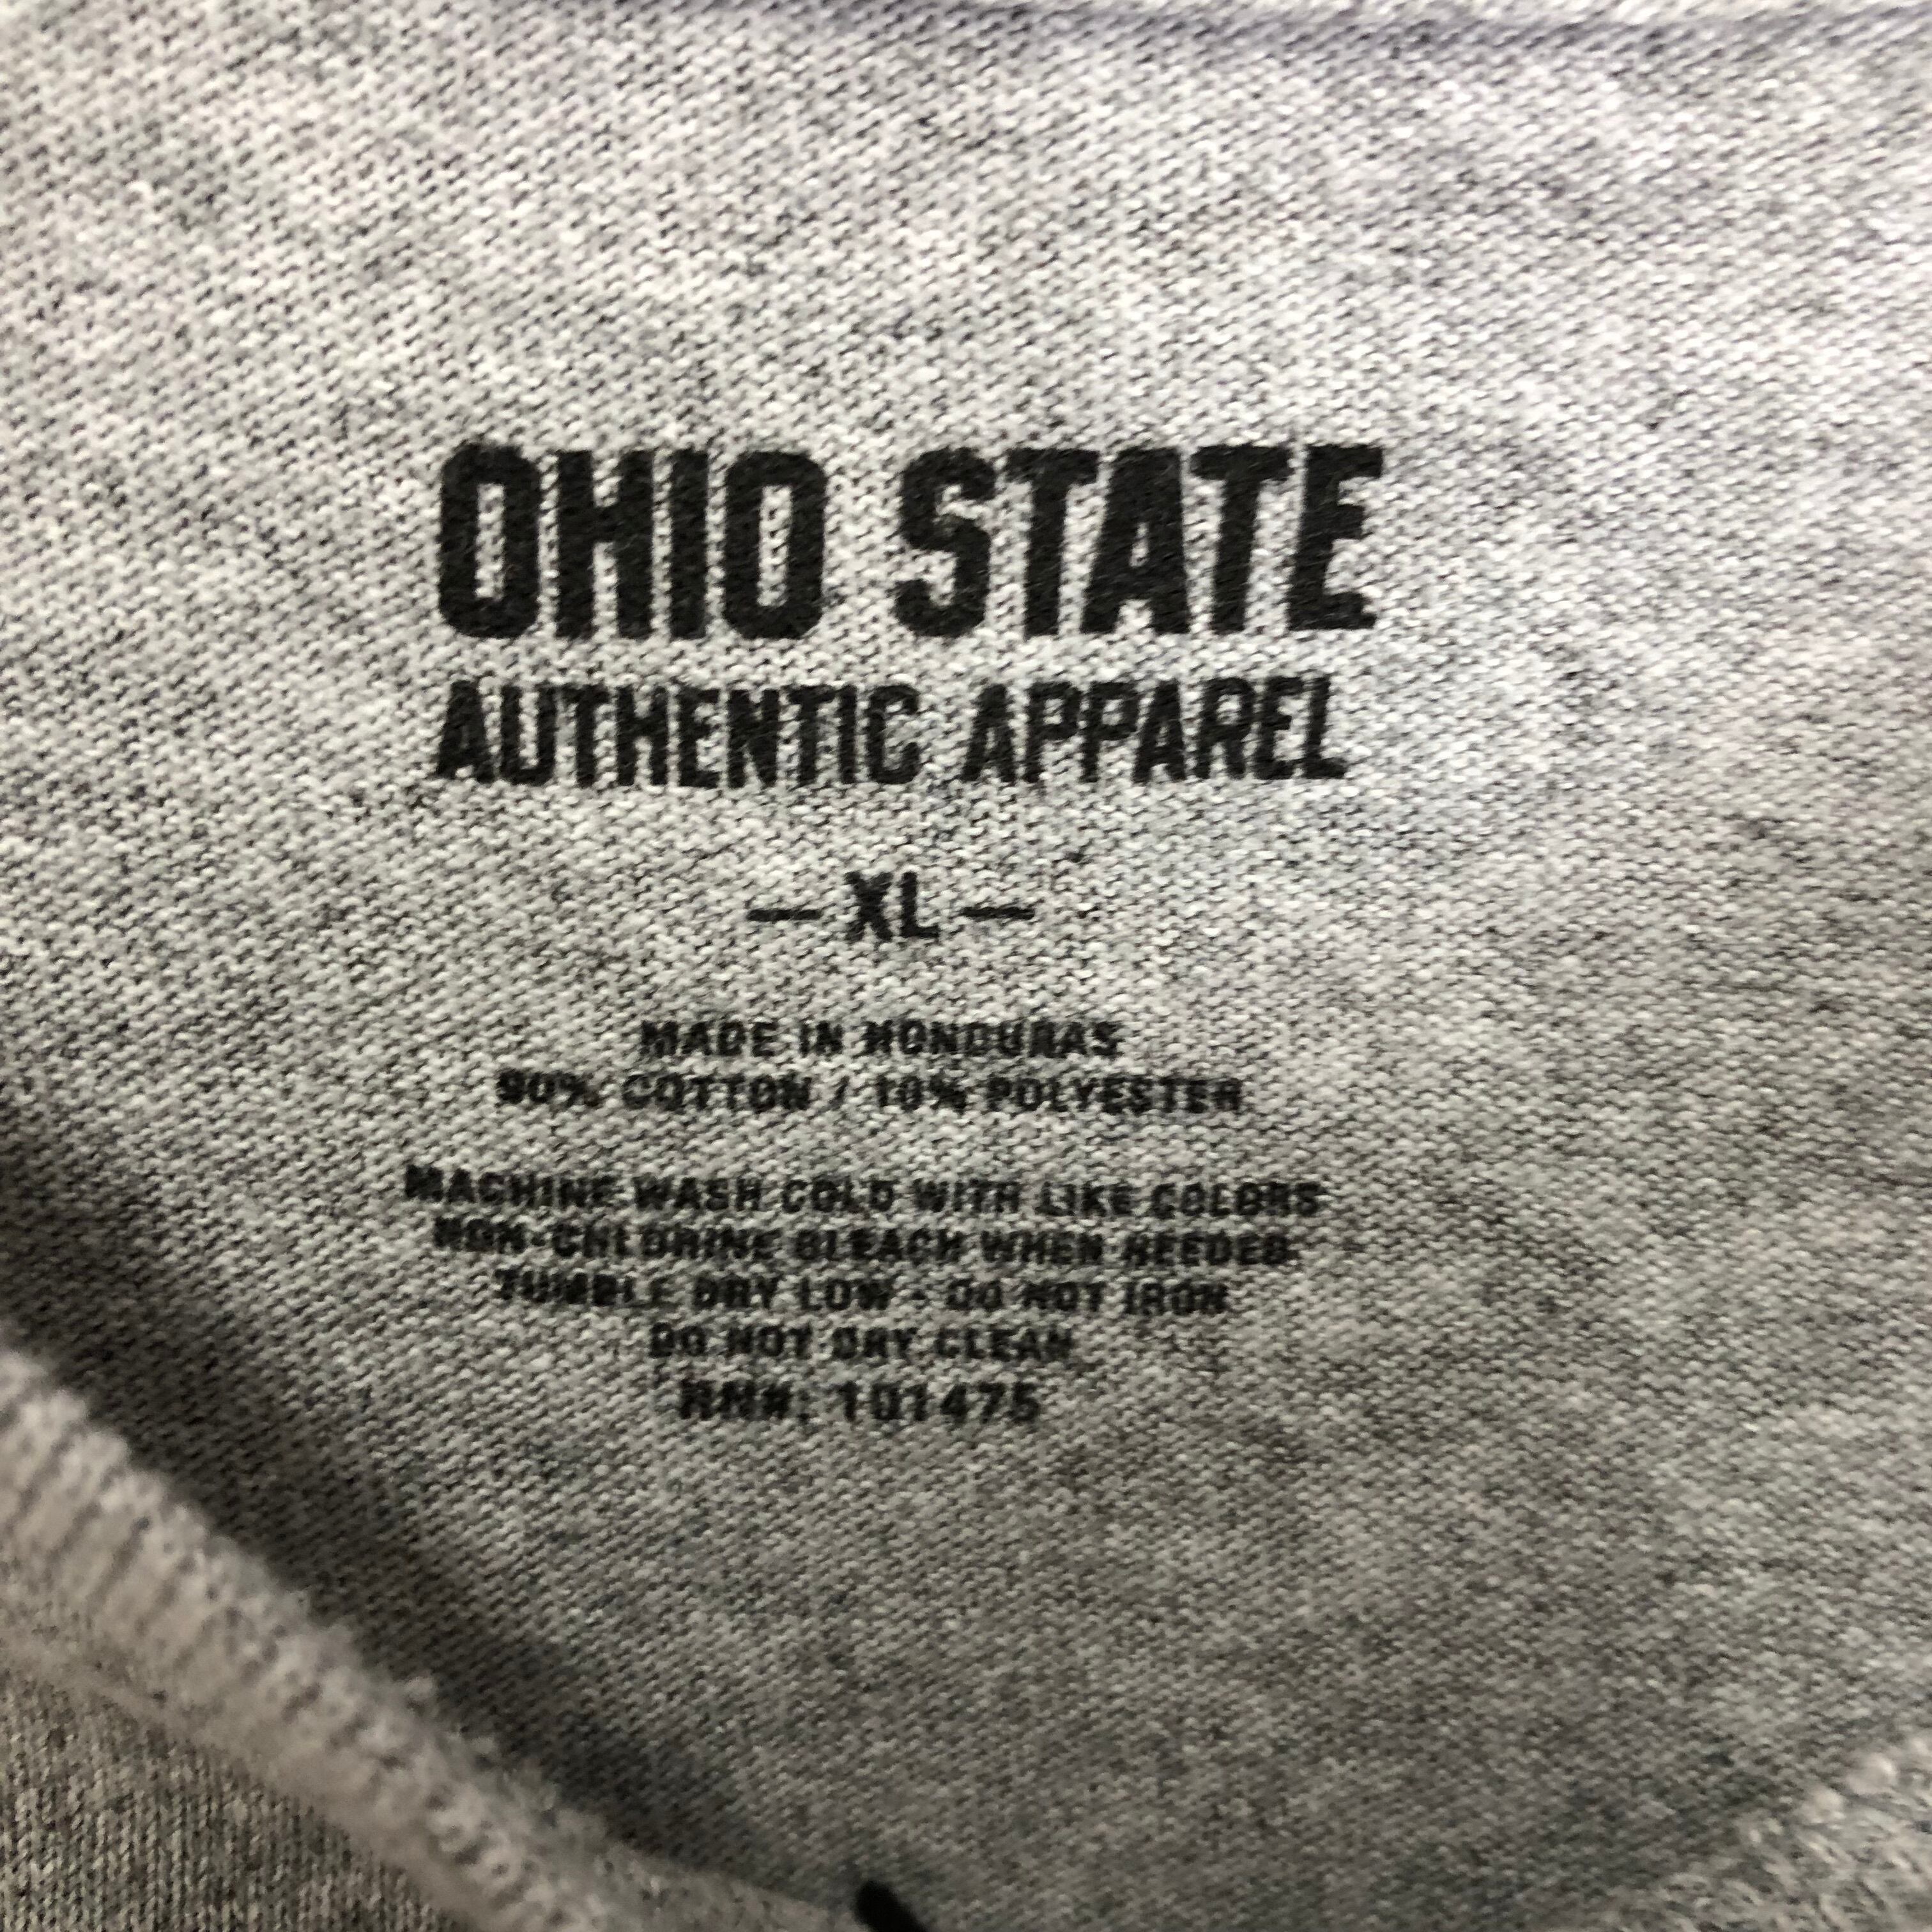 OHIO STATE
AUTHENTIC APPAREL
— XL —
MADE IN HONDURAS
90% COTTON / 10% POLYESTER
MACHINE WASH COLD WITH LIKE COLORS
NON-CHLORINE BLEACH WHEN NEEDED
TUMBLE DRY LOW - DO NOT IRON
DO NOT DRY CLEAN
RN#: 101475